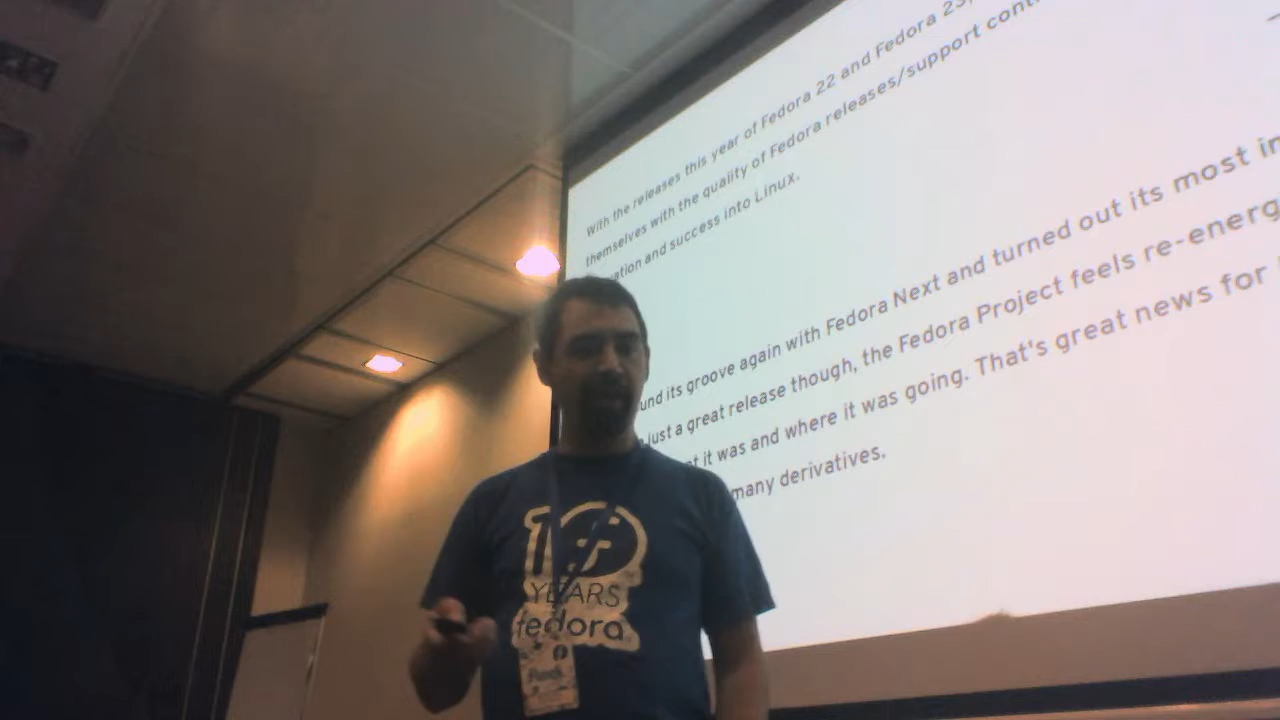 With the releases this year of Fedora 22 and Fedora 23,
themselves with the quality of Fedora releases/support cont
ation and success into Linux.
und its groove again with Fedora Next and turned out its most in
just a great release though, the Fedora Project feels re-energ
it was and where it was going. That's great news for
many derivatives.
10
YEARS
fedora